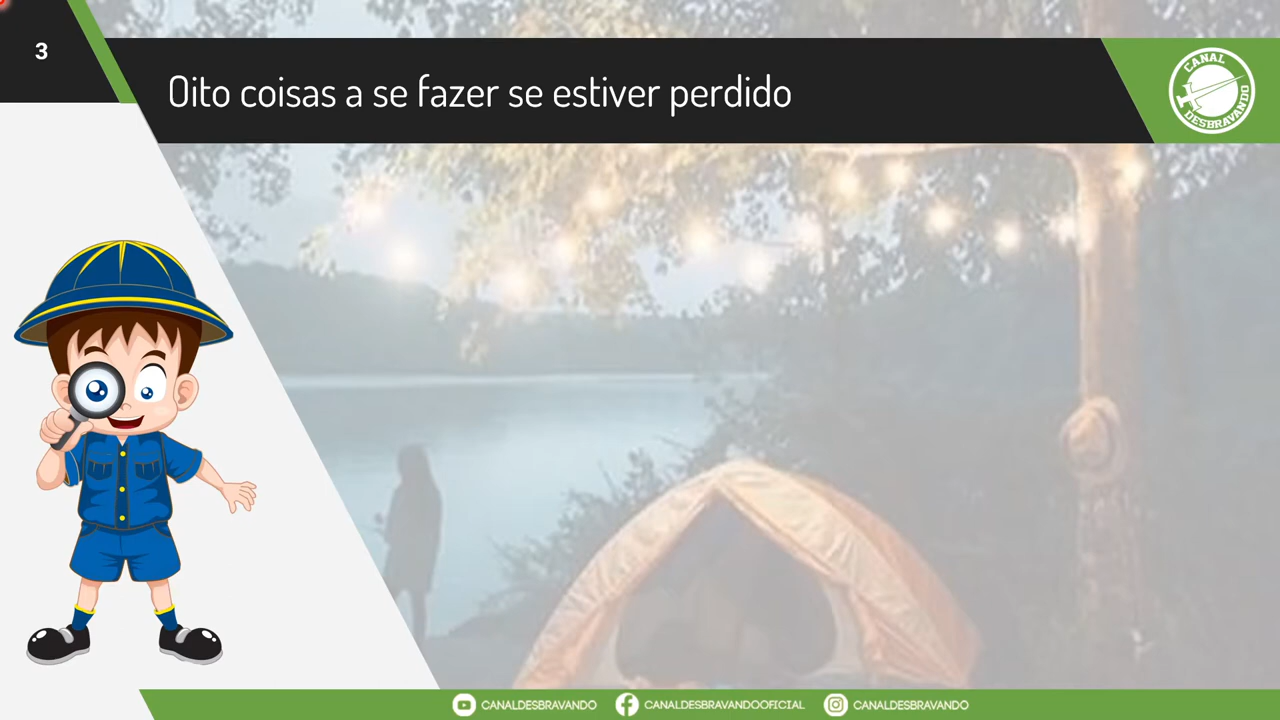 3
Oito coisas a se fazer se estiver perdido
CANAL
DESBRAVANDO
CANALDESBRAVANDO
CANALDESBRAVANDOOFICIAL
CANALDESBRAVANDO